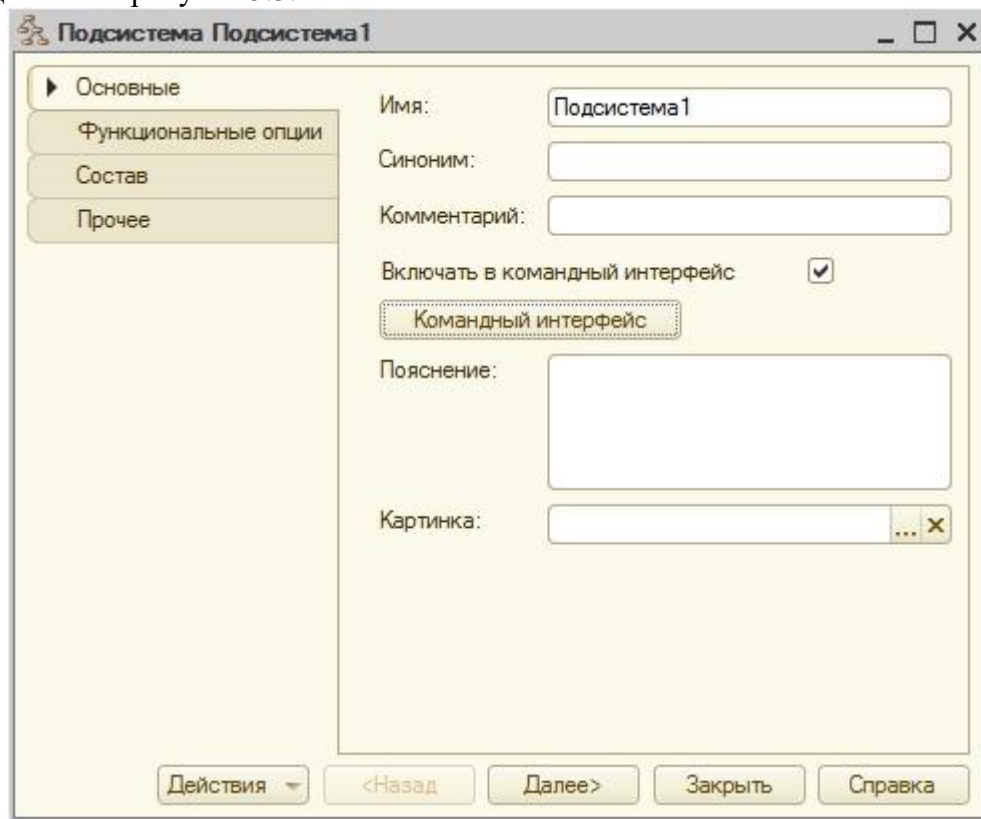 Подсистема Подсистема1
Основные
Функциональные опции
Состав
Прочее
Имя: Подсистема1
Синоним:
Комментарий:
Включать в командный интерфейс
Командный интерфейс
Пояснение:
Картинка: ...
Действия <Назад Далее> Закрыть Справка